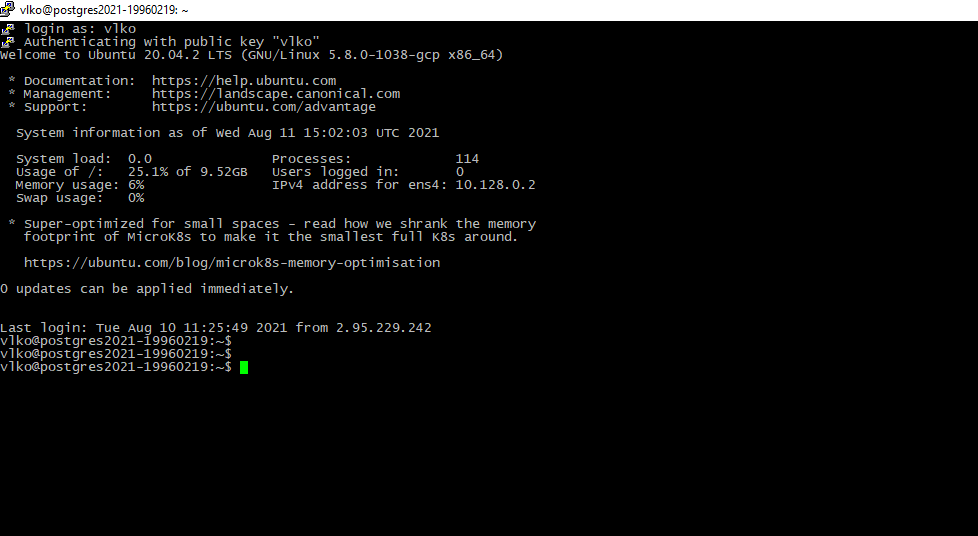 vlko@postgres2021-19960219: ~
login as: vlko
Authenticating with public key "vlko"
Welcome to Ubuntu 20.04.2 LTS (GNU/Linux 5.8.0-1038-gcp x86_64)
* Documentation:  https://help.ubuntu.com
* Management:     https://landscape.canonical.com
* Support:        https://ubuntu.com/advantage
System information as of Wed Aug 11 15:02:03 UTC 2021
System load:  0.0               Processes:             114
Usage of /:   25.1% of 9.52GB   Users logged in:       0
Memory usage: 6%                IPv4 address for ens4: 10.128.0.2
Swap usage:   0%
* Super-optimized for small spaces - read how we shrank the memory
footprint of MicroK8s to make it the smallest full K8s around.
https://ubuntu.com/blog/microk8s-memory-optimisation
0 updates can be applied immediately.
Last login: Tue Aug 10 11:25:49 2021 from 2.95.229.242
vlko@postgres2021-19960219:~$
vlko@postgres2021-19960219:~$
vlko@postgres2021-19960219:~$